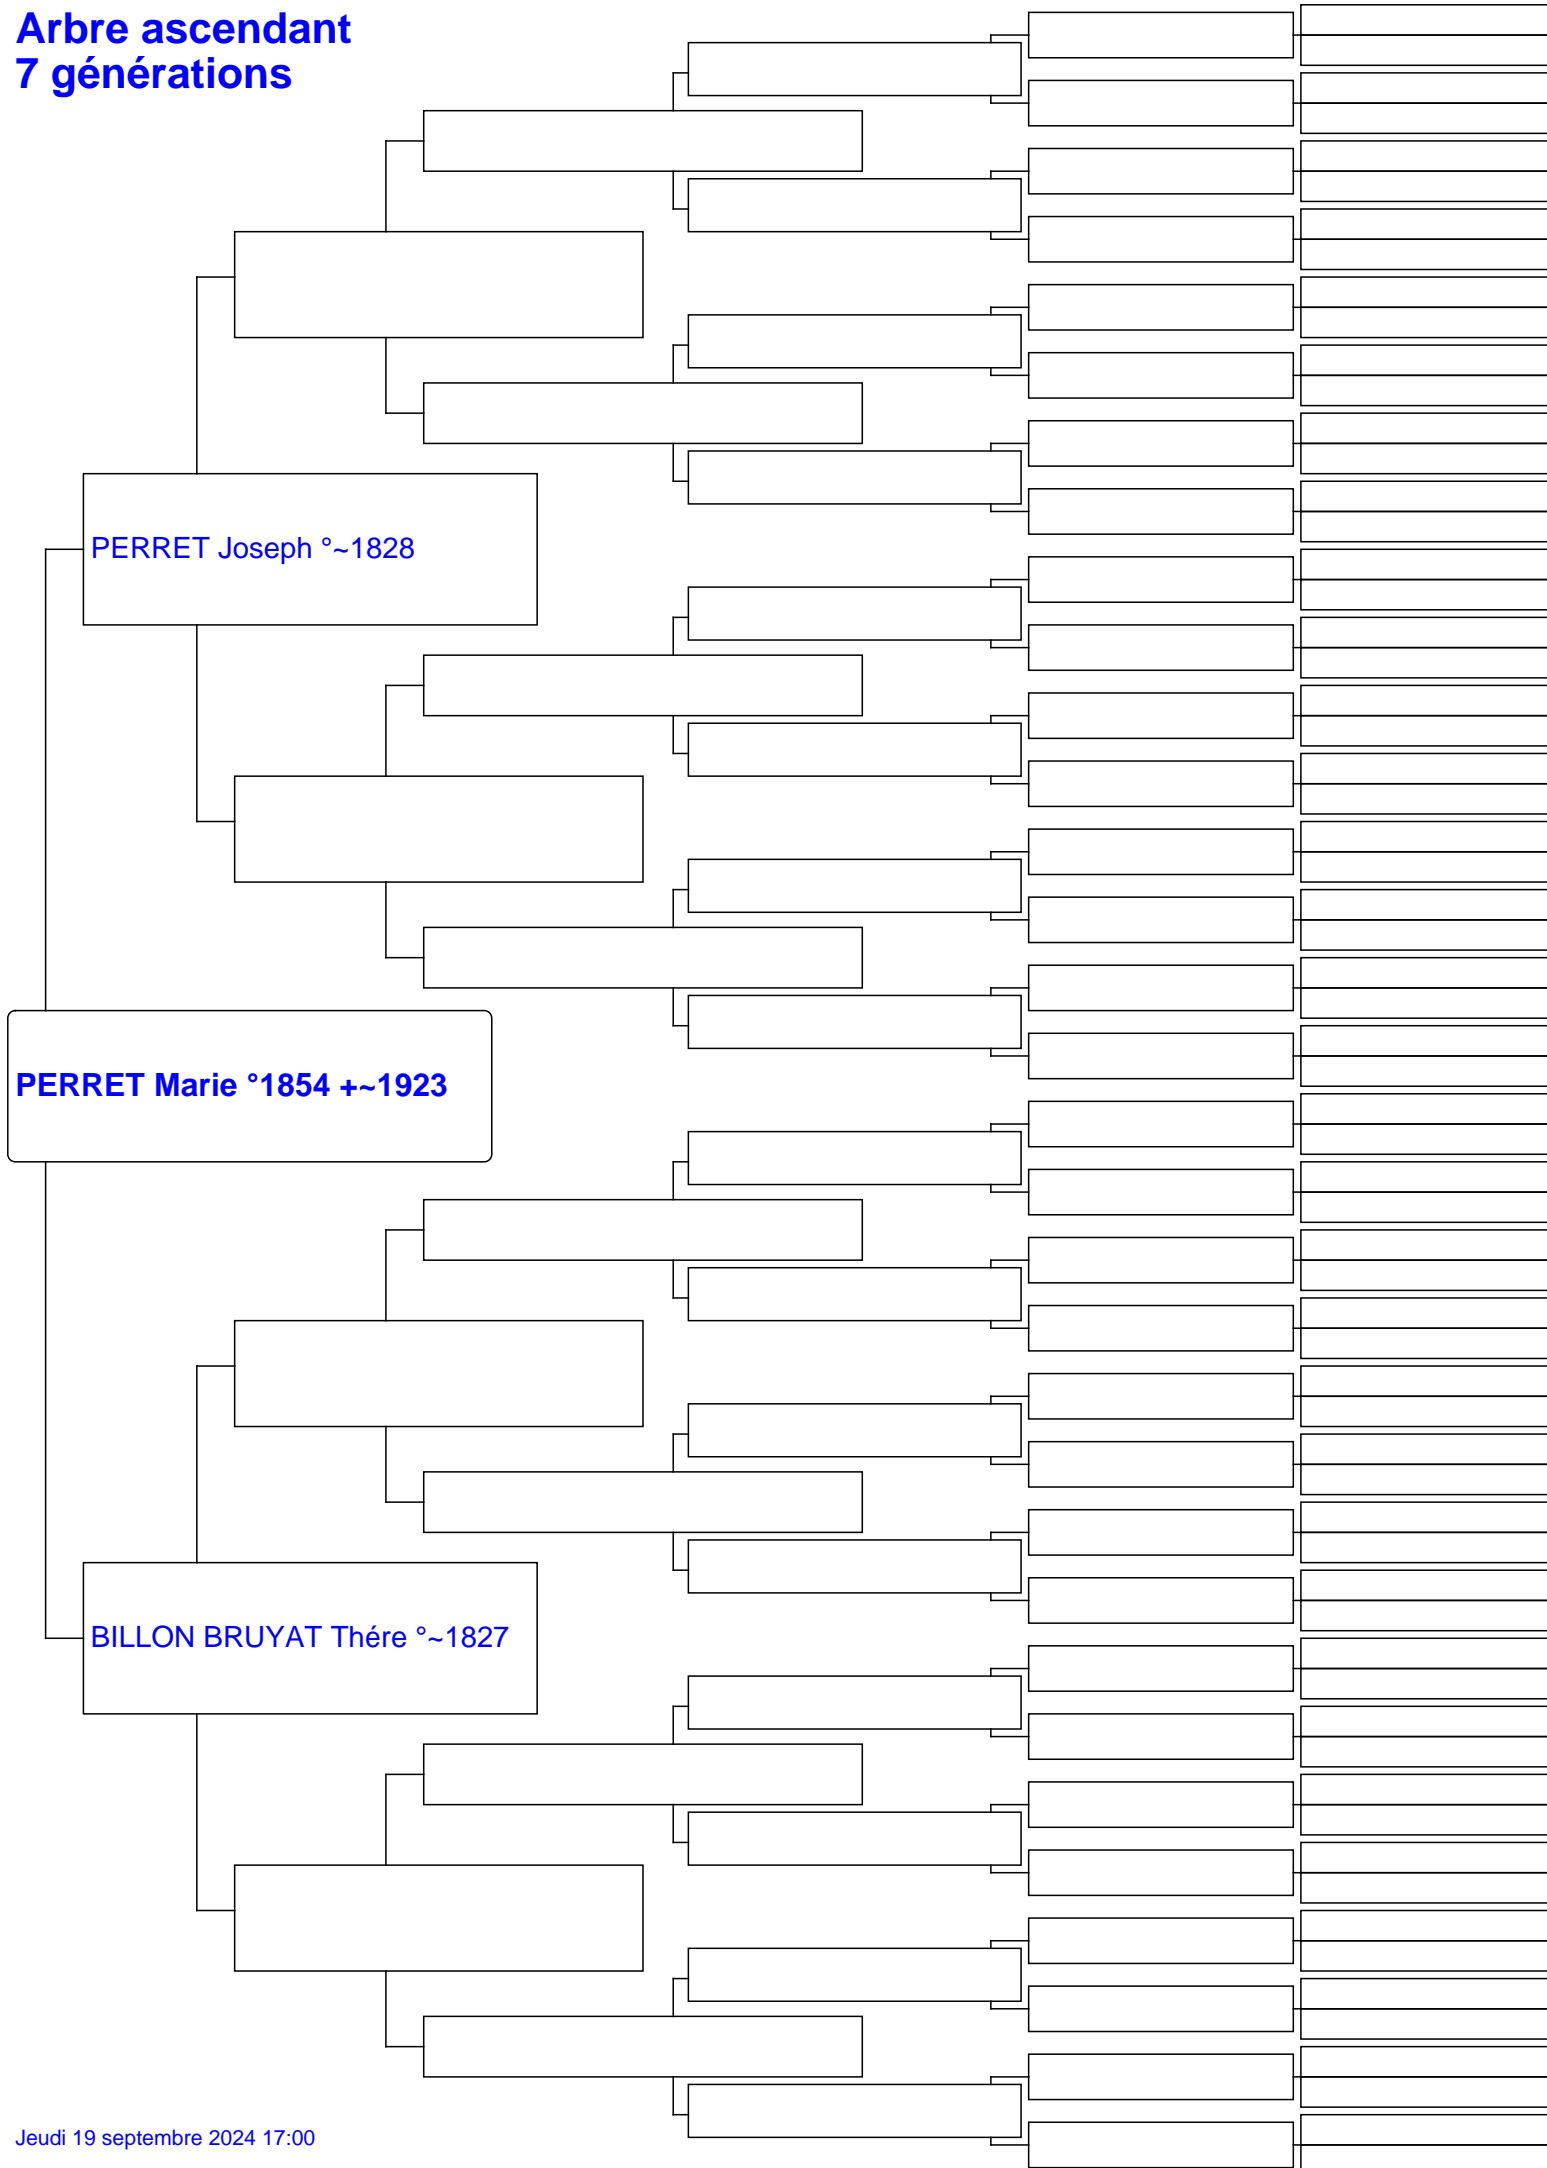 Arbre ascendant
7 générations
PERRET Joseph °~1828
PERRET Marie °1854 +~1923
BILLON BRUYAT Thére °~1827
Jeudi 19 septembre 2024 17:00